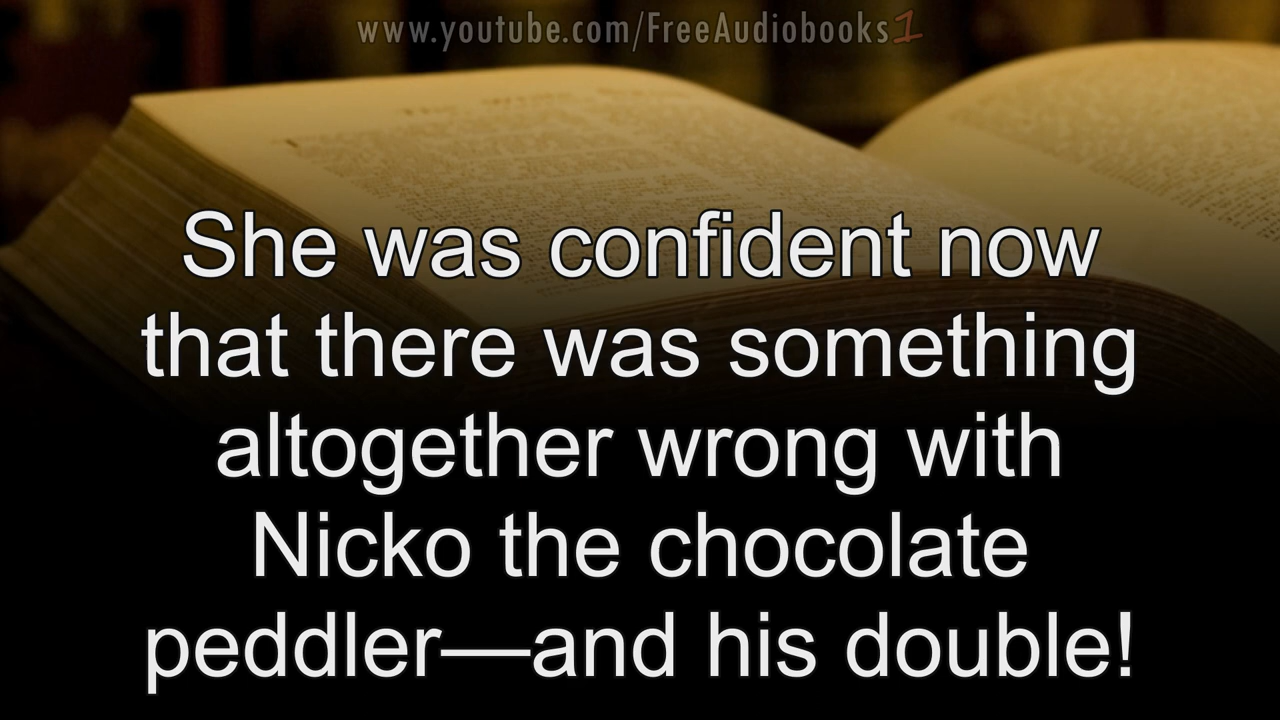 www.youtube.com/FreeAudiobooks1
She was confident now
that there was something
altogether wrong with
Nicko the chocolate
peddler—and his double!